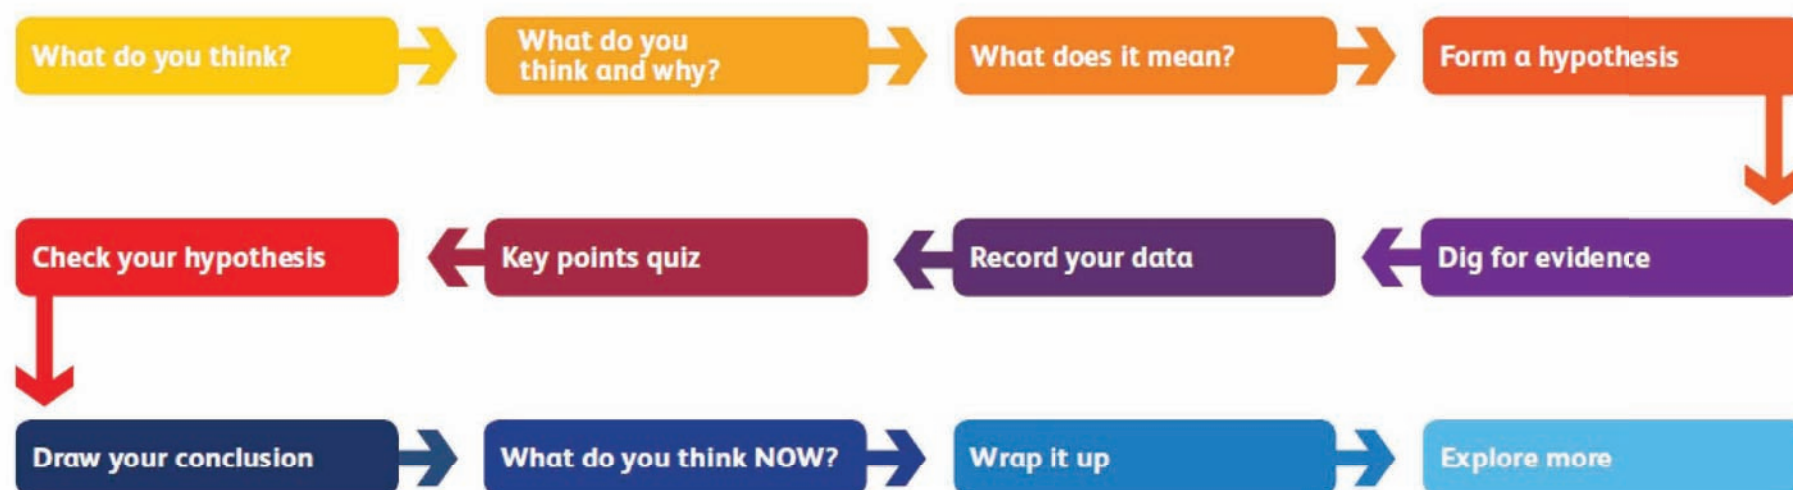 What do you think?
What do you
think and why?
What does it mean?
Form a hypothesis
Check your hypothesis
Key points quiz
Record your data
Dig for evidence
Draw your conclusion
What do you think NOW?
Wrap it up
Explore more